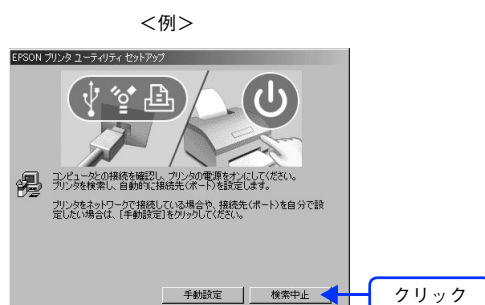 <例>
EPSON プリンタ ユーティリティ セットアップ
コンピュータとの接続を確認し、プリンタの電源をオンにしてください。
プリンタを検索し、自動的に接続先(ポート)を設定します。
プリンタをネットワークで接続している場合や、接続先(ポート)を自分で設
定したい場合は、[手動設定]をクリックしてください。
手動設定
検索中止
クリック